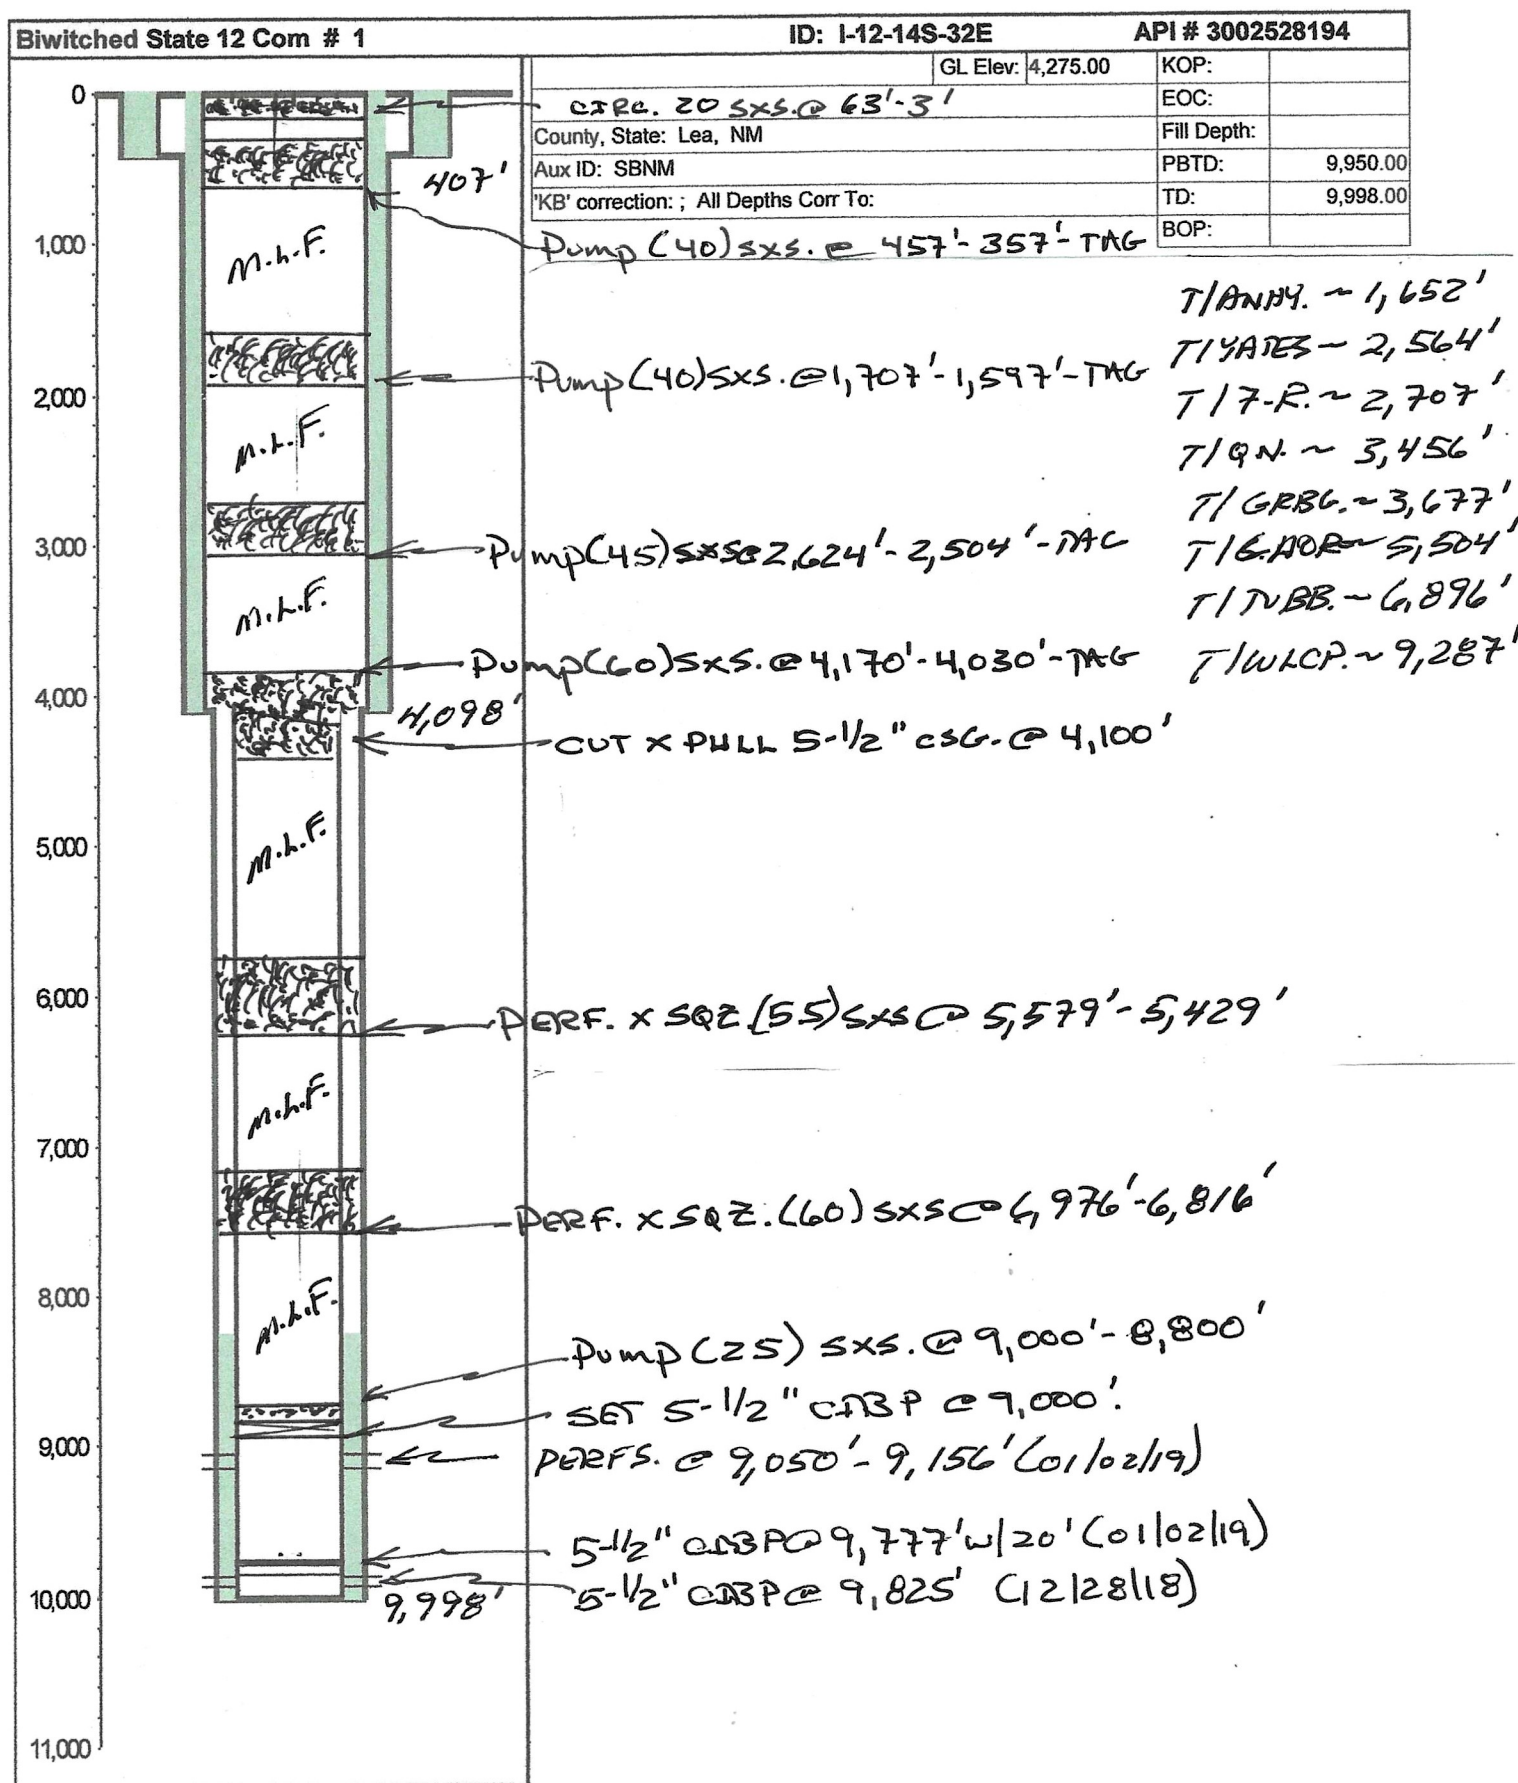 Biwitched State 12 Com # 1 ID: I-12-14S-32E API # 3002528194
GL Elev: 4,275.00 KOP:
0 CIRC. 20 SXS.@ 63'-3' EOC:
County, State: Lea, NM Fill Depth:
Aux ID: SBNM PBTD: 9,950.00
407'
'KB' correction: ; All Depths Corr To: TD: 9,998.00
1,000 M.L.F. Pump (40) SXS. @ 457'-357'-TAG BOP:
T/ANHY. ~ 1,652'
T/YATES ~ 2,564'
Pump (40) SXS. @ 1,707'-1,597'-TAG
2,000 T/7-R. ~ 2,707'
M.L.F. T/QN. ~ 3,456'
T/GRBG. ~ 3,677'
3,000 Pump (45) SXS @ 2,624'-2,504'-TAG T/GLADR ~ 5,504'
M.L.F. T/TUBB. ~ 6,896'
Pump (60) SXS. @ 4,170'-4,030'-TAG T/WLCP. ~ 9,287'
4,000 4,098'
CUT X PULL 5-1/2" CSG. @ 4,100'
5,000 M.L.F.
6,000 PERF. X SQZ. (55) SXS @ 5,579'-5,429'
M.L.F.
7,000
PERF. X SQZ. (60) SXS @ 6,976'-6,816'
8,000 M.L.F.
Pump (25) SXS. @ 9,000'-8,800'
SET 5-1/2" CIBP @ 9,000'.
9,000 PERFS. @ 9,050'-9,156' (01/02/19)
5-1/2" CIBP @ 9,777' W/20' (01/02/19)
10,000 9,998' 5-1/2" CIBP @ 9,825' (12/28/18)
11,000